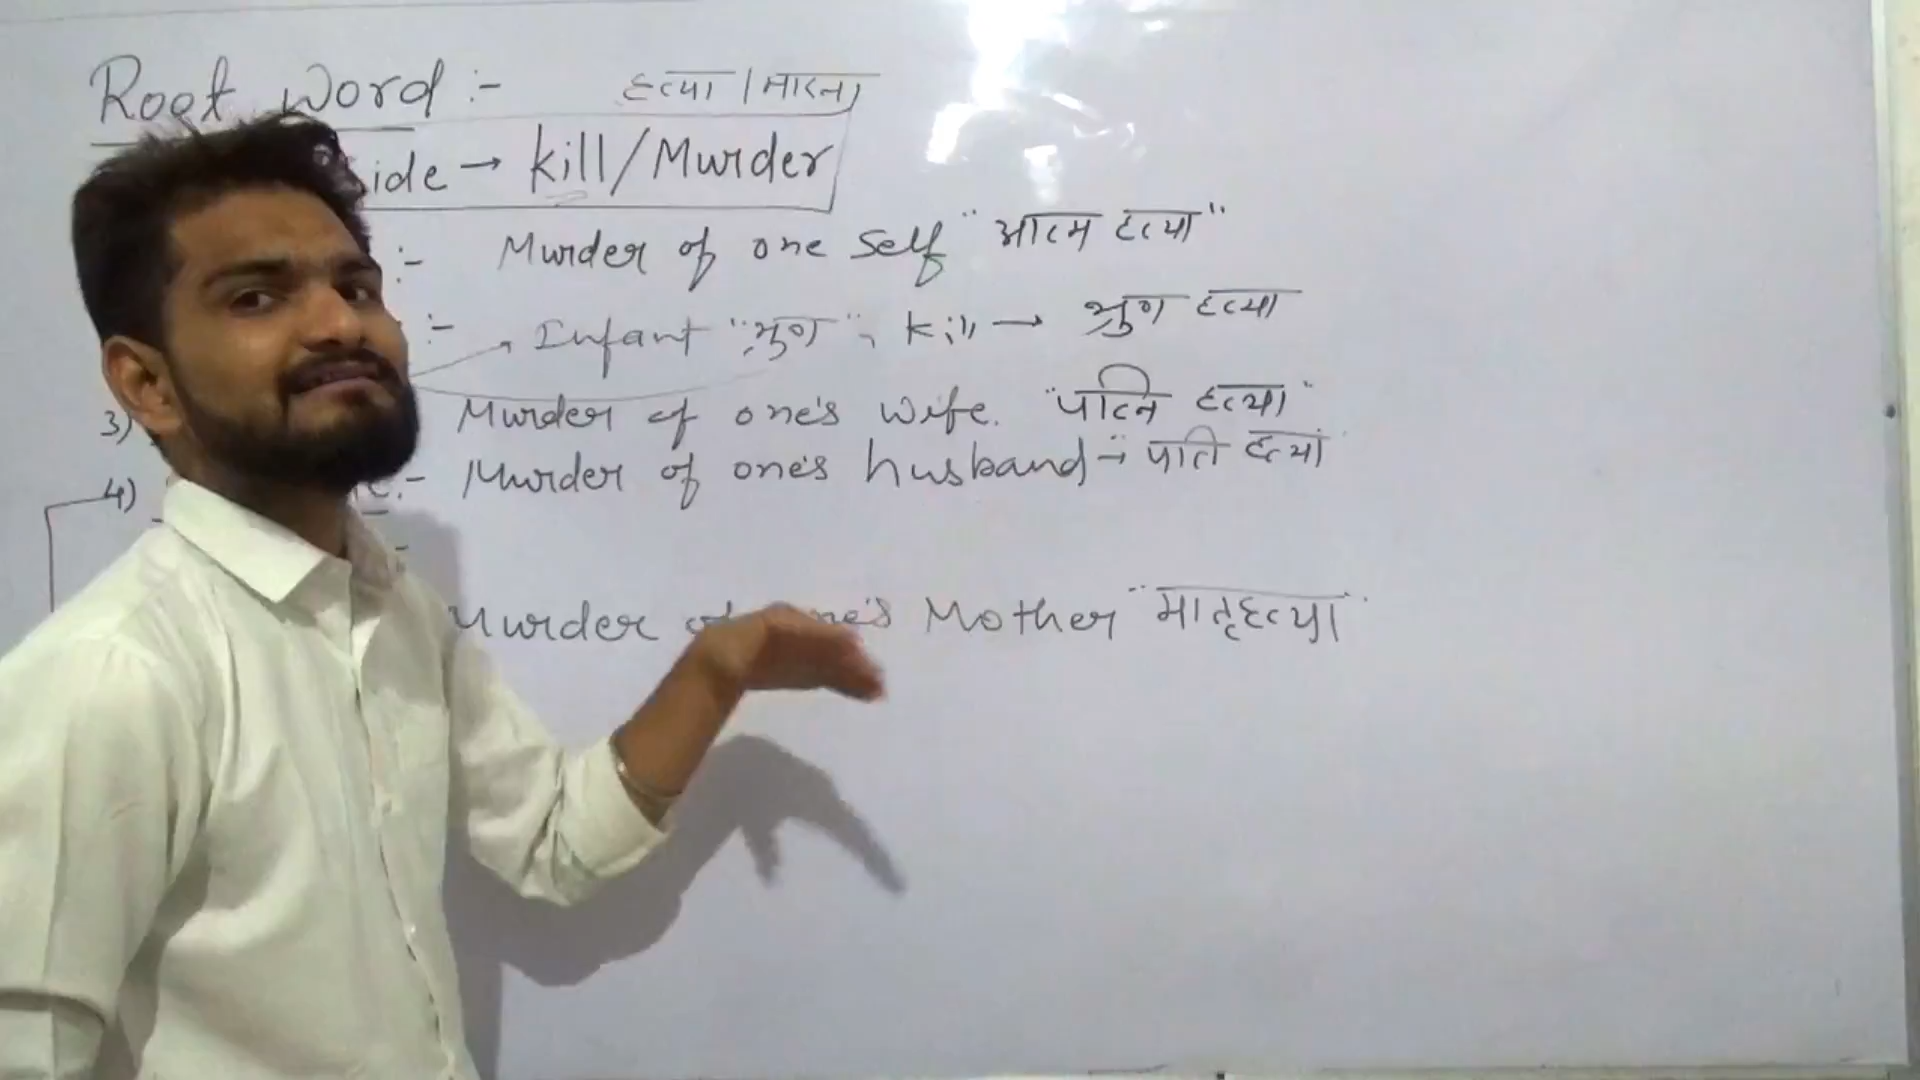 Root Word :- हत्या / मारना
ide → kill/Murder
:- Murder of one self "आत्म हत्या"
:- Infant "भ्रुण", kill → भ्रुण हत्या
3) Murder of one's wife. "पत्नि हत्या"
4) :- Murder of one's husband - पति हत्या
Murder of one's Mother "मातृहत्या"